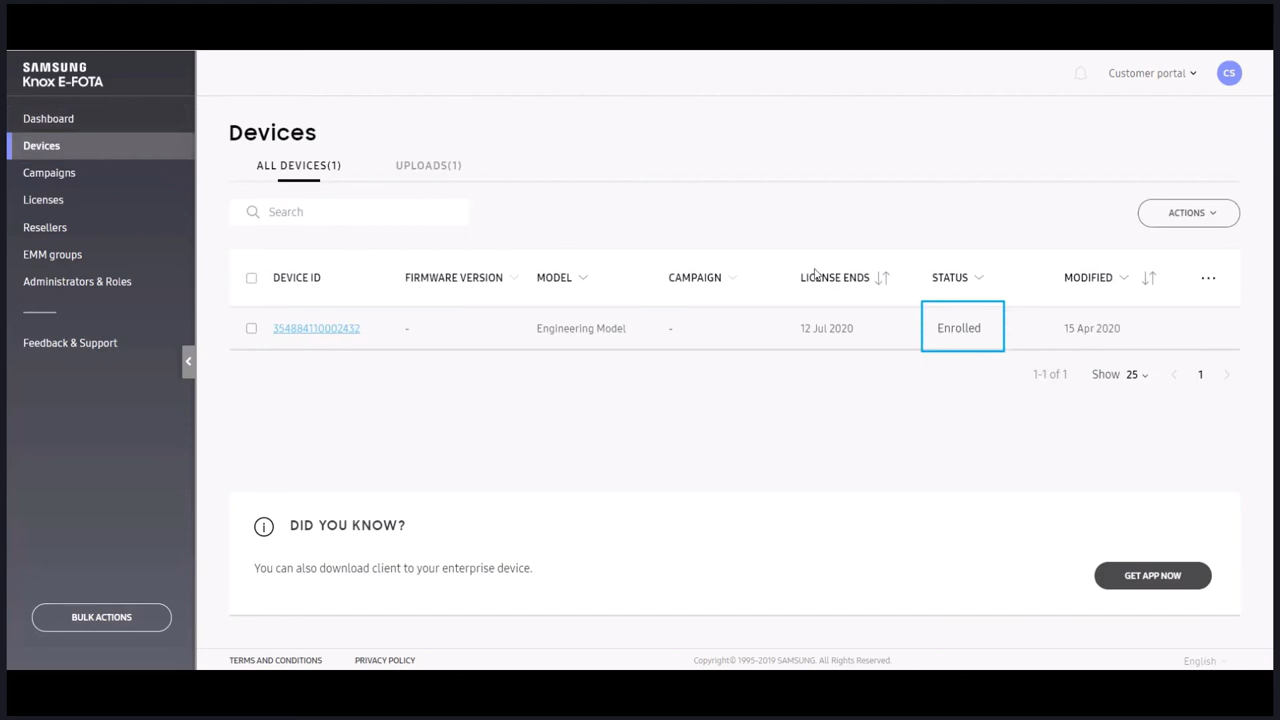 SAMSUNG
Knox E-FOTA
Customer portal
CS
Dashboard
Devices
Campaigns
Licenses
Resellers
EMM groups
Administrators & Roles
Feedback & Support
BULK ACTIONS
Devices
ALL DEVICES(1) UPLOADS(1)
Search
ACTIONS
DEVICE ID FIRMWARE VERSION MODEL CAMPAIGN LICENSE ENDS STATUS MODIFIED ...
354884110002432 - Engineering Model - 12 Jul 2020 Enrolled 15 Apr 2020
1-1 of 1 Show 25 < 1 >
DID YOU KNOW?
You can also download client to your enterprise device.
GET APP NOW
TERMS AND CONDITIONS PRIVACY POLICY Copyright© 1995-2019 SAMSUNG. All Rights Reserved. English